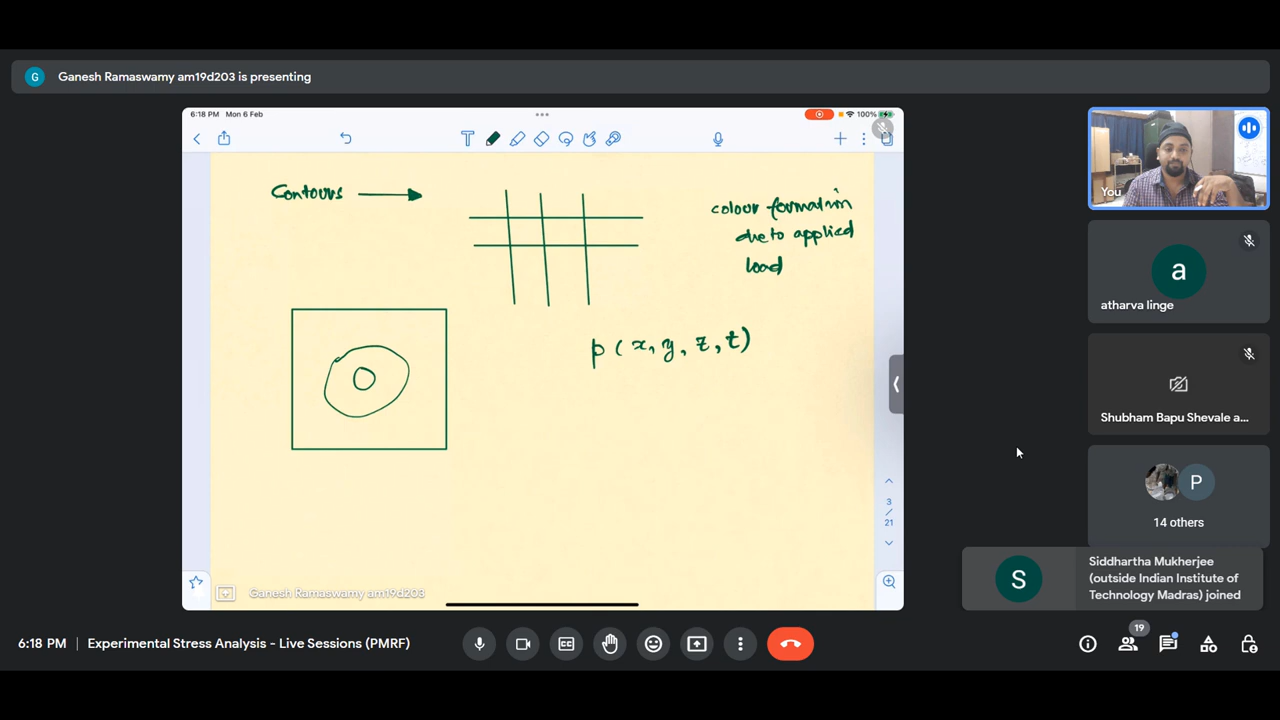 Ganesh Ramaswamy am19d203 is presenting
G
6:18 PM Mon 6 Feb
100%
T
Contours
colour formation
due to applied
load
p(x, y, z, t)
3
/
21
Ganesh Ramaswamy am19d203
You
a
atharva linge
Shubham Bapu Shevale a...
P
14 others
S
Siddhartha Mukherjee
(outside Indian Institute of
Technology Madras) joined
6:18 PM | Experimental Stress Analysis - Live Sessions (PMRF)
CC
19